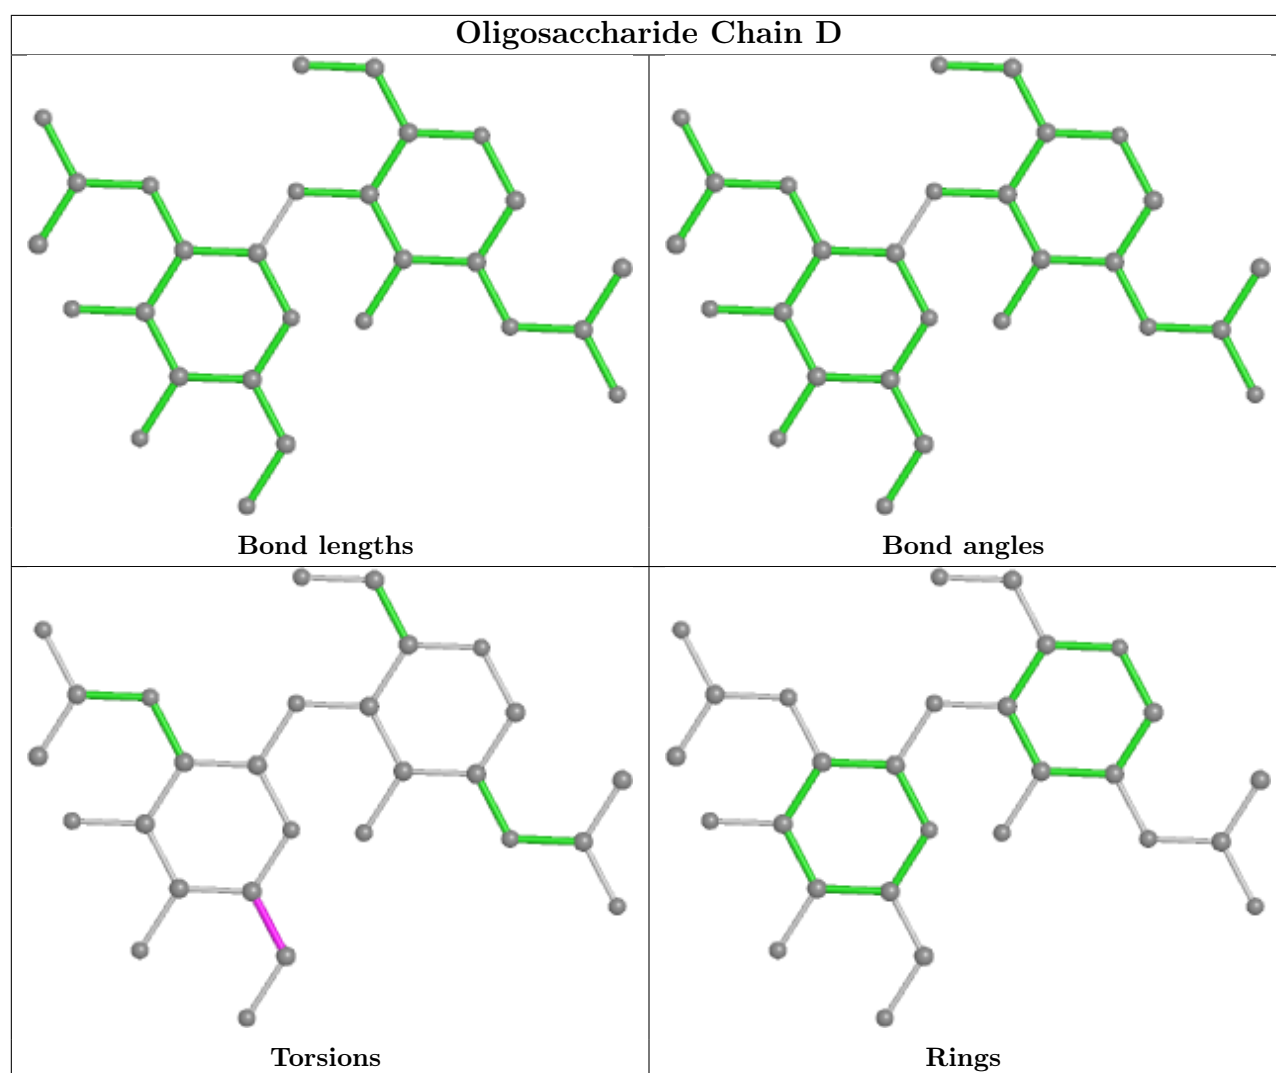 Oligosaccharide Chain D
Bond lengths
Bond angles
Torsions
Rings